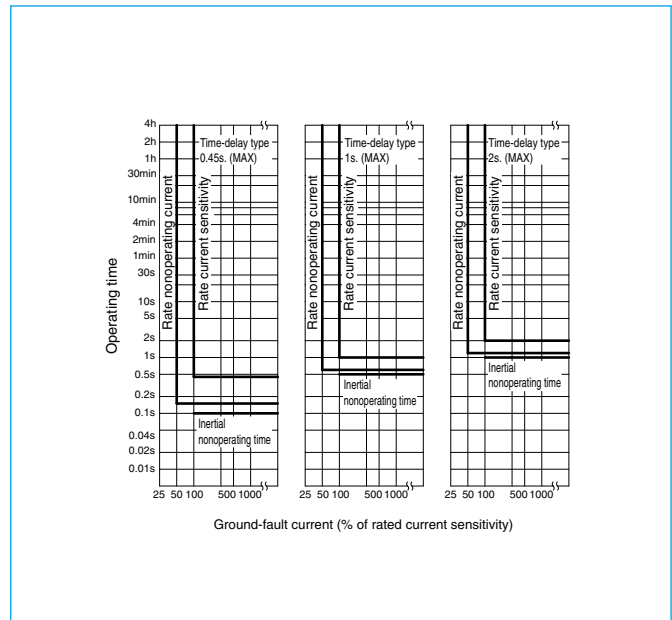 Operating time
4h
2h
1h
30min
10min
4min
2min
1min
30s
10s
5s
2s
1s
0.5s
0.2s
0.1s
0.04s
0.02s
0.01s
Rate nonoperating current
Rate current sensitivity
Time-delay type
0.45s. (MAX)
Inertial
nonoperating time
25 50 100 500 1000
Rate nonoperating current
Rate current sensitivity
Time-delay type
1s. (MAX)
Inertial
nonoperating time
25 50 100 500 1000
Rate nonoperating current
Rate current sensitivity
Time-delay type
2s. (MAX)
Inertial
nonoperating time
25 50 100 500 1000
Ground-fault current (% of rated current sensitivity)